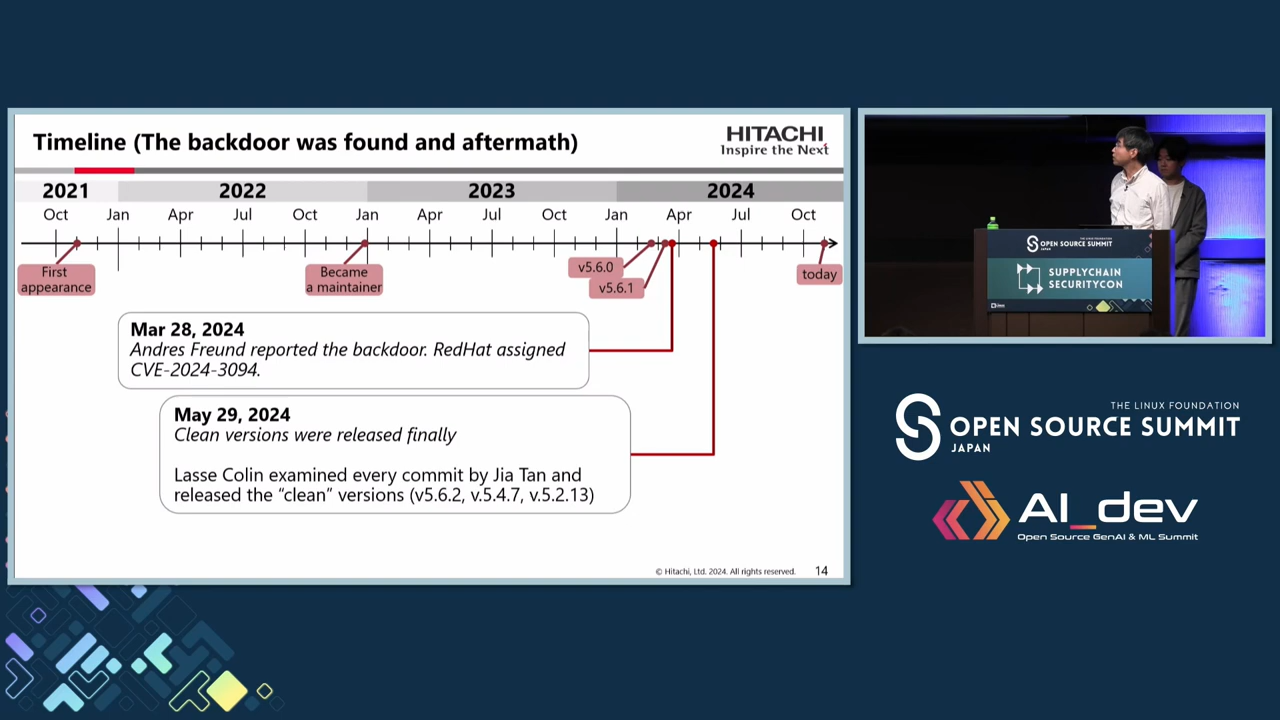 Timeline (The backdoor was found and aftermath)
HITACHI
Inspire the Next
2021 2022 2023 2024
Oct Jan Apr Jul Oct Jan Apr Jul Oct Jan Apr Jul Oct
First
appearance
Became
a maintainer
v5.6.0
v5.6.1
today
Mar 28, 2024
Andres Freund reported the backdoor. RedHat assigned
CVE-2024-3094.
May 29, 2024
Clean versions were released finally
Lasse Colin examined every commit by Jia Tan and
released the “clean” versions (v5.6.2, v.5.4.7, v.5.2.13)
© Hitachi, Ltd. 2024. All rights reserved. 14
OPEN SOURCE SUMMIT
SUPPLYCHAIN
SECURITYCON
THE LINUX FOUNDATION
OPEN SOURCE SUMMIT
JAPAN
AI_dev
Open Source GenAI & ML Summit